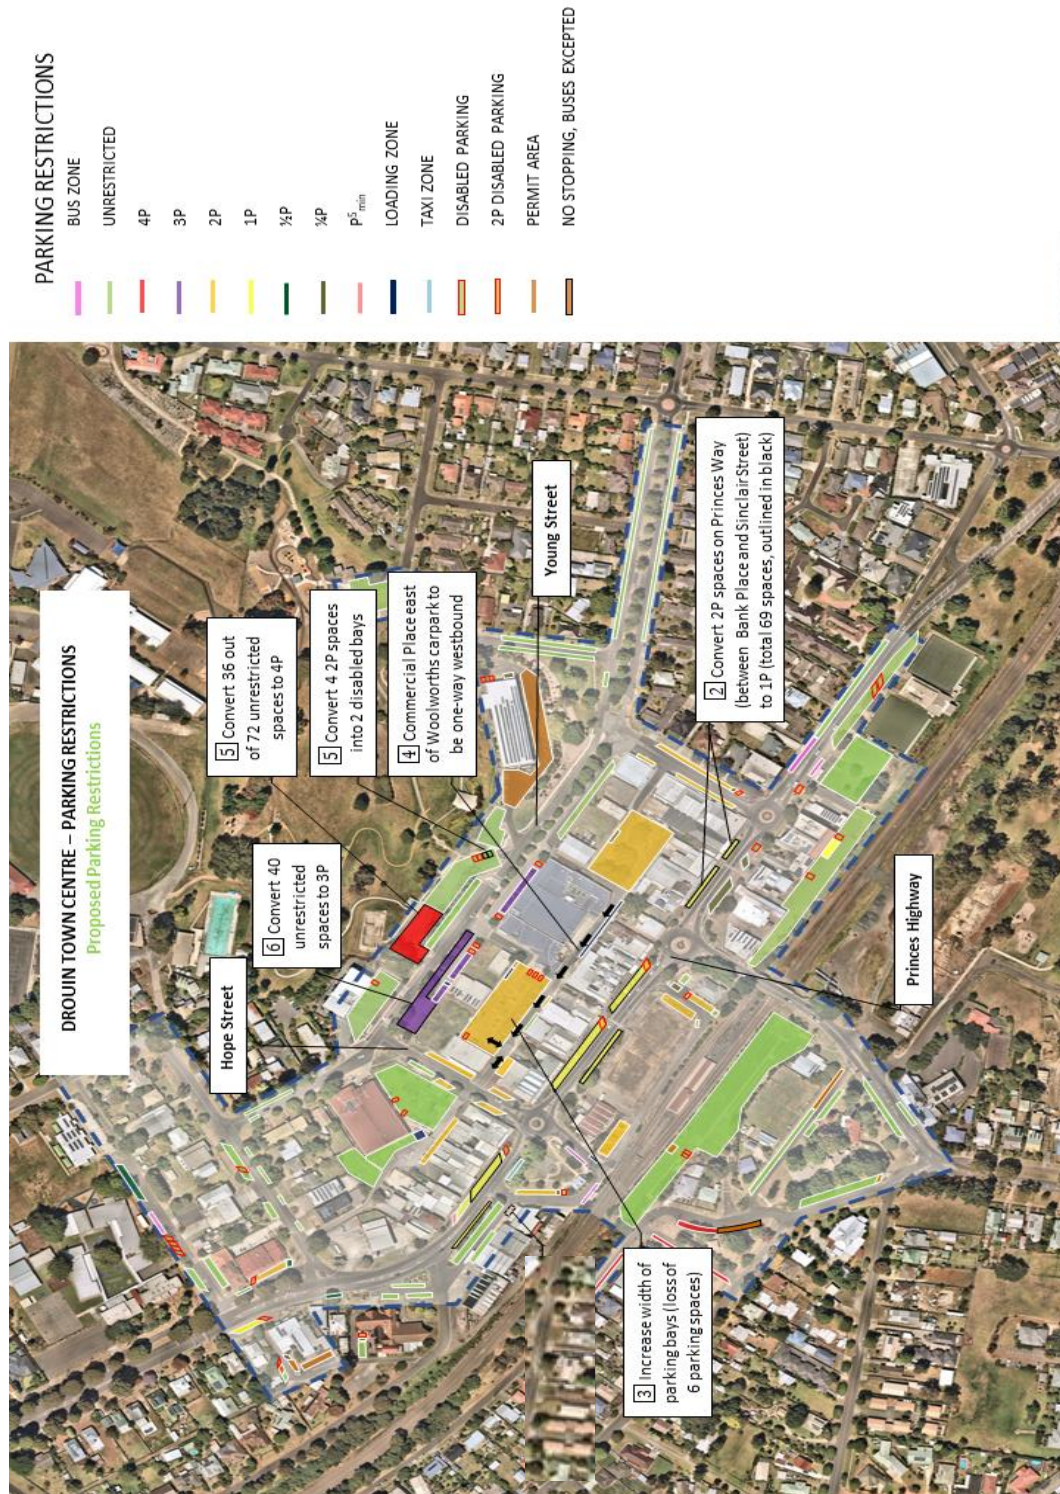 DROUIN TOWN CENTRE – PARKING RESTRICTIONS
Proposed Parking Restrictions
PARKING RESTRICTIONS
BUS ZONE
UNRESTRICTED
4P
3P
2P
1P
½P
¼P
P5 min
LOADING ZONE
TAXI ZONE
DISABLED PARKING
2P DISABLED PARKING
PERMIT AREA
NO STOPPING, BUSES EXCEPTED
Hope Street
6 Convert 40
unrestricted
spaces to 3P
5 Convert 36 out
of 72 unrestricted
spaces to 4P
5 Convert 4 2P spaces
into 2 disabled bays
4 Commercial Place east
of Woolworths carpark to
be one-way westbound
Young Street
2 Convert 2P spaces on Princes Way
(between Bank Place and Sinclair Street)
to 1P (total 69 spaces, outlined in black)
Princes Highway
3 Increase width of
parking bays (loss of
6 parking spaces)